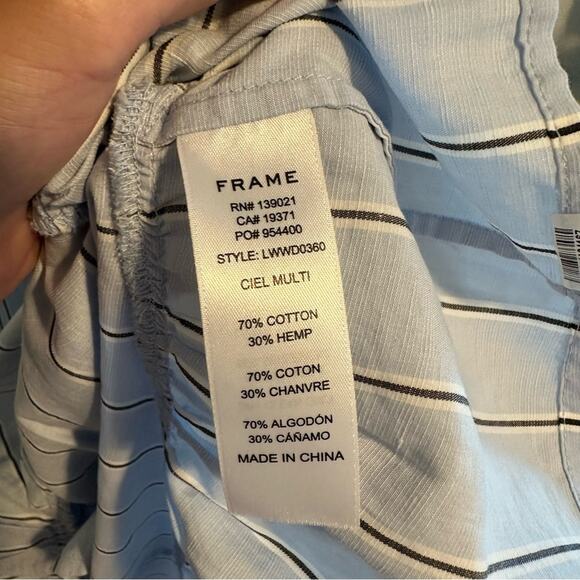 FRAME
RN# 139021
CA# 19371
PO# 954400
STYLE: LWWD0360
CIEL MULTI
70% COTTON
30% HEMP
70% COTON
30% CHANVRE
70% ALGODÓN
30% CÁÑAMO
MADE IN CHINA